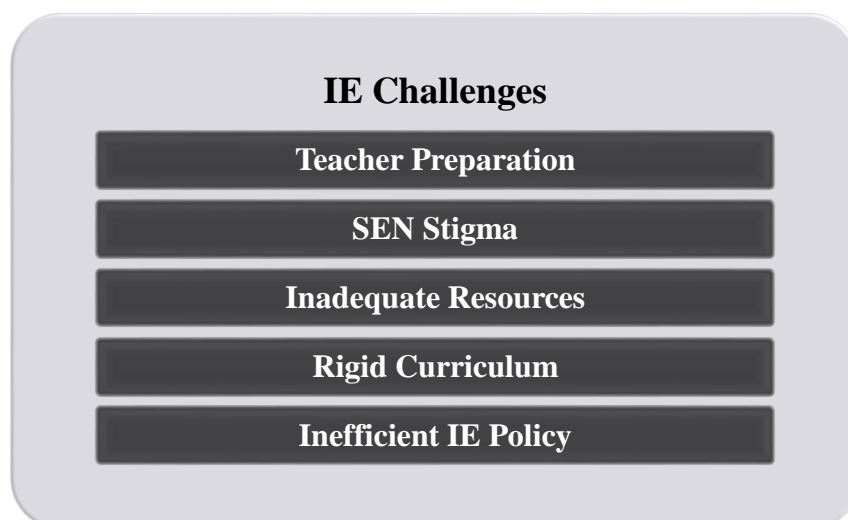 IE Challenges
Teacher Preparation
SEN Stigma
Inadequate Resources
Rigid Curriculum
Inefficient IE Policy